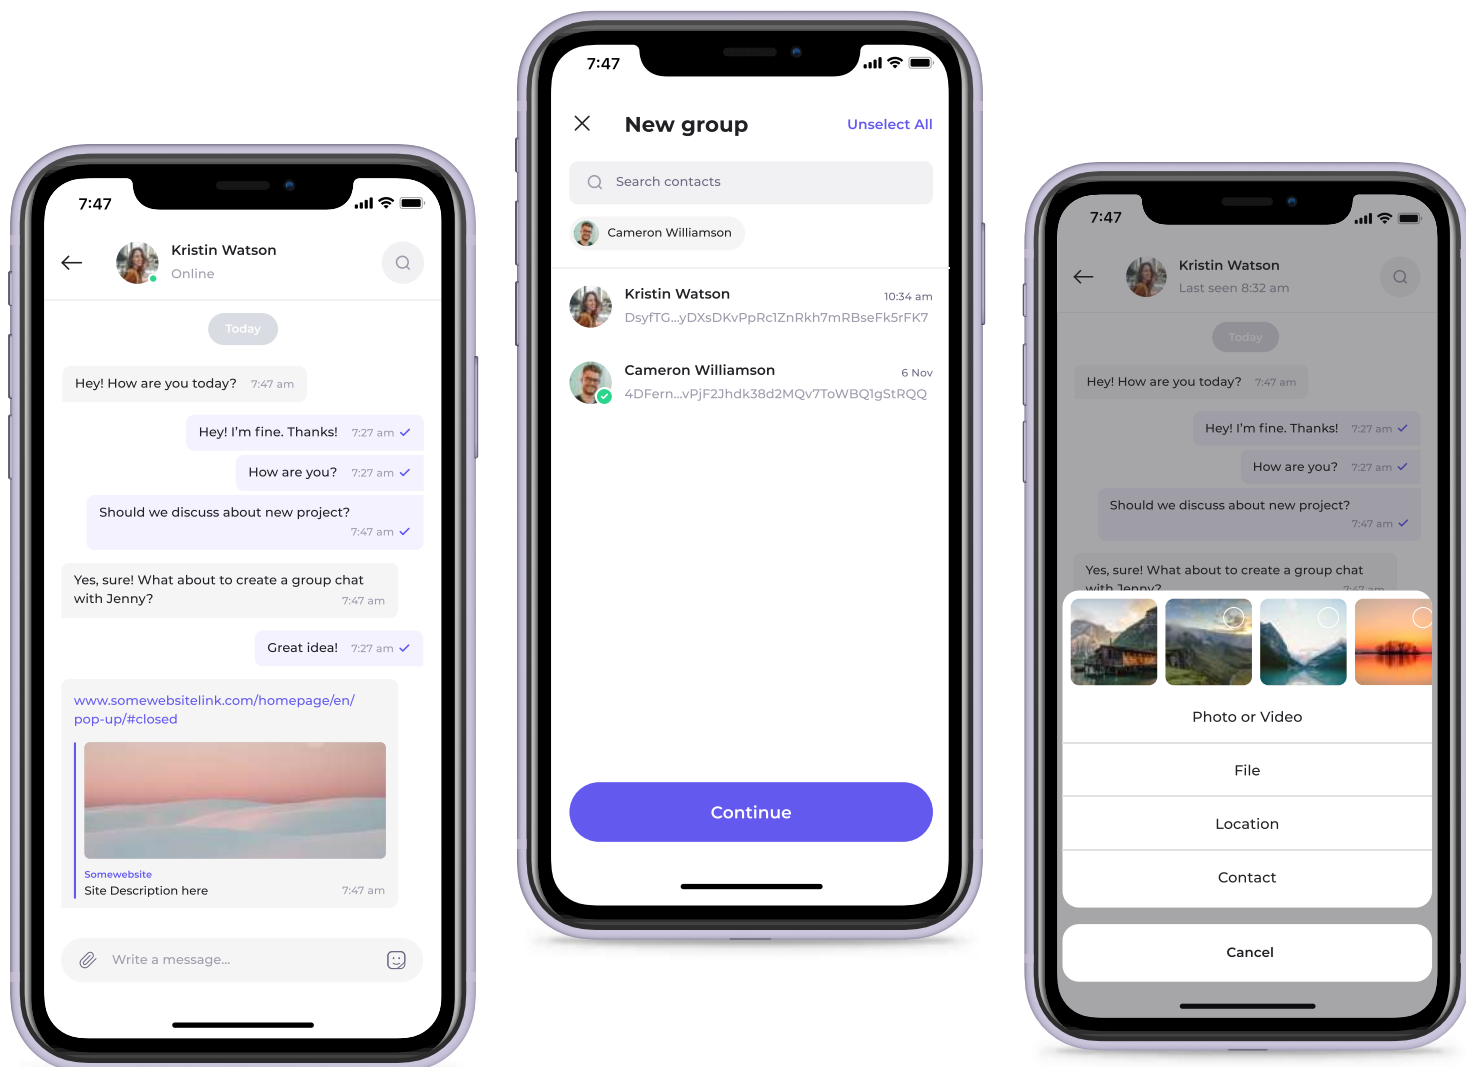 7:47
Kristin Watson
Online
Today
Hey! How are you today? 7:47 am
Hey! I'm fine. Thanks! 7:27 am
How are you? 7:27 am
Should we discuss about new project?
7:47 am
Yes, sure! What about to create a group chat
with Jenny? 7:47 am
Great idea! 7:27 am
www.somewebsitelink.com/homepage/en/
pop-up/#closed
Somewebsite
Site Description here 7:47 am
Write a message...
7:47
New group Unselect All
Search contacts
Cameron Williamson
Kristin Watson 10:34 am
DsyfTG...yDXsDKvPpRc1ZnRkh7mRBseFk5rFK7
Cameron Williamson 6 Nov
4DFern...vPjF2Jhdk38d2MQv7ToWBQ1gStRQQ
Continue
7:47
Kristin Watson
Last seen 8:32 am
Today
Hey! How are you today? 7:47 am
Hey! I'm fine. Thanks! 7:27 am
How are you? 7:27 am
Should we discuss about new project?
7:47 am
Yes, sure! What about to create a group chat
with Jenny? 7:47 am
Photo or Video
File
Location
Contact
Cancel